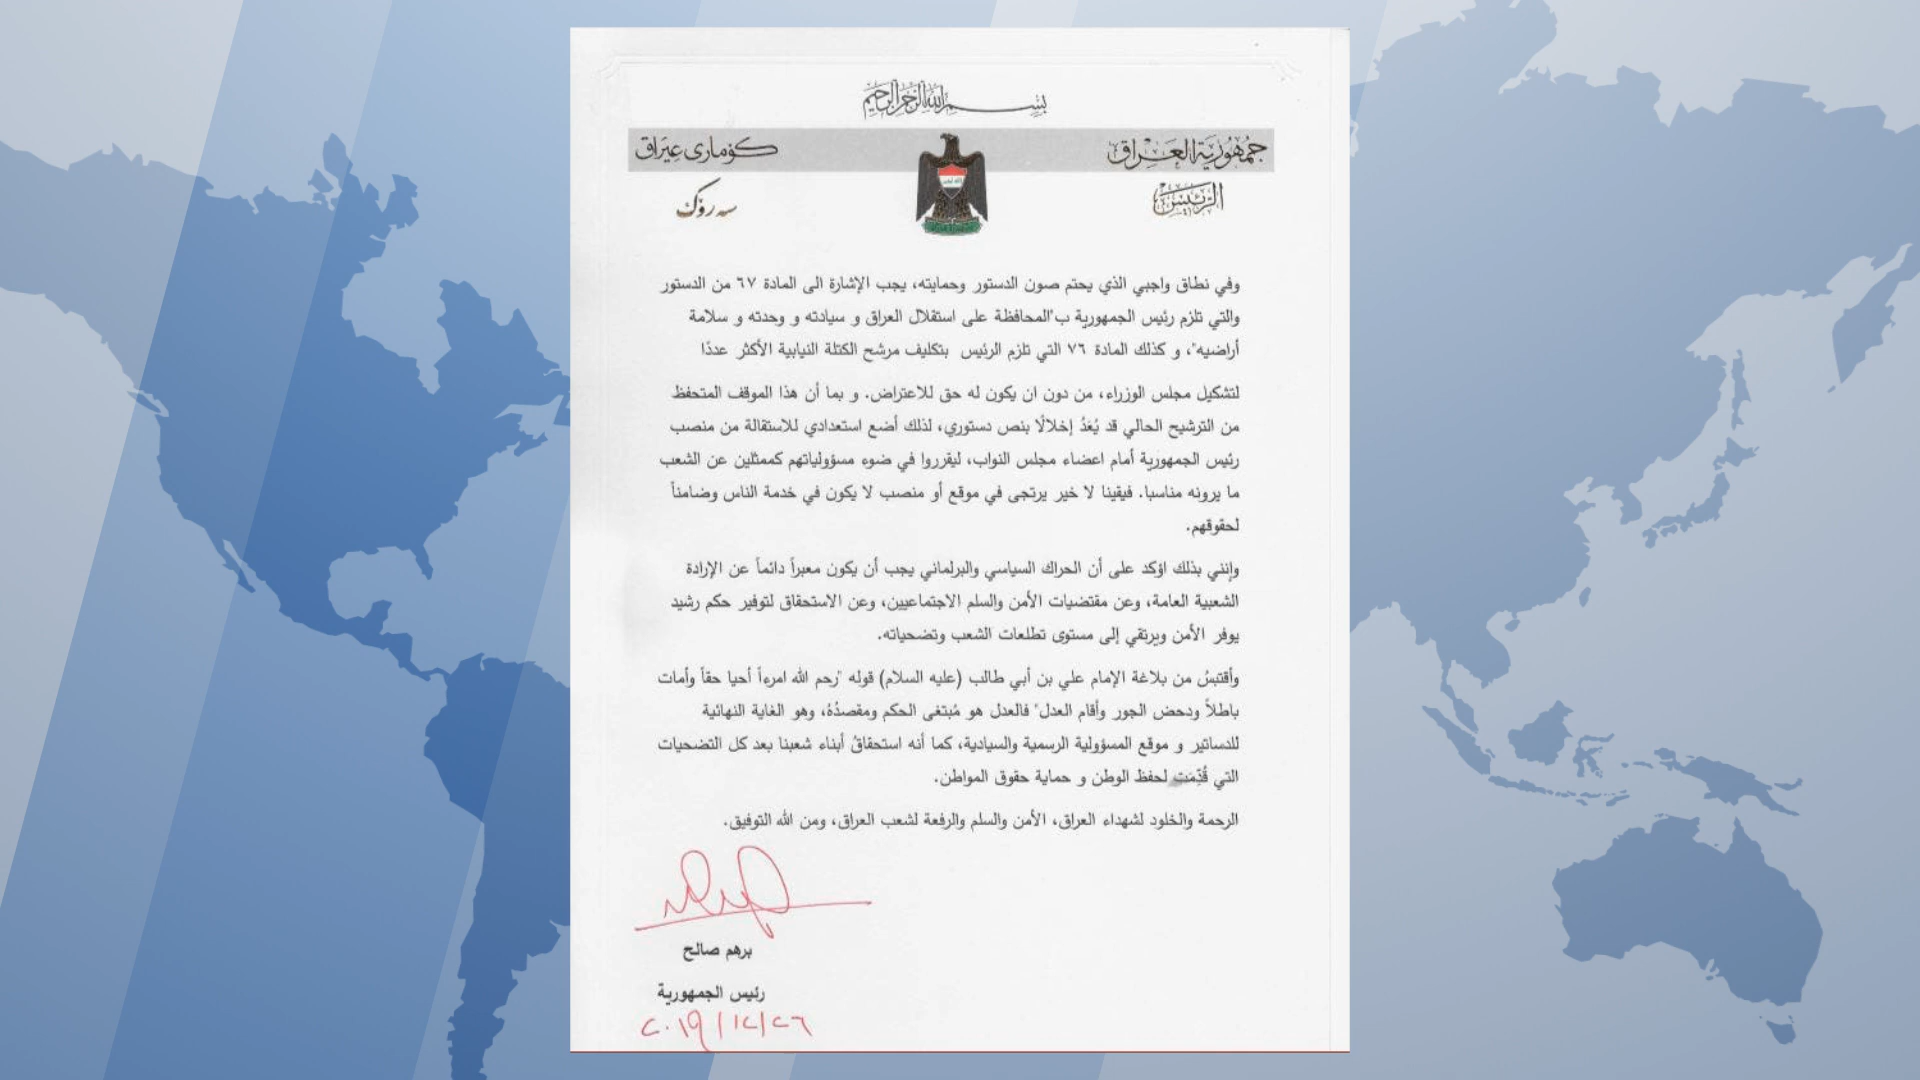 بسم الله الرحمن الرحيم
جمهورية العراق
كۆماری عێراق
الرئيس
سەرۆك
وفي نطاق واجبي الذي يحتم صون الدستور وحمايته، يجب الإشارة الى المادة ٦٧ من الدستور
والتي تلزم رئيس الجمهورية ب"المحافظة على استقلال العراق و سيادته و وحدته و سلامة
أراضيه"، و كذلك المادة ٧٦ التي تلزم الرئيس بتكليف مرشح الكتلة النيابية الأكثر عددًا
لتشكيل مجلس الوزراء، من دون ان يكون له حق للاعتراض. و بما أن هذا الموقف المتحفظ
من الترشيح الحالي قد يُعَدُ إخلالًا بنص دستوري، لذلك أضع استعدادي للاستقالة من منصب
رئيس الجمهورية أمام اعضاء مجلس النواب، ليقرروا في ضوء مسؤولياتهم كممثلين عن الشعب
ما يرونه مناسبا. فيقينا لا خير يرتجى في موقع أو منصب لا يكون في خدمة الناس وضامناً
لحقوقهم.
وإنني بذلك اؤكد على أن الحراك السياسي والبرلماني يجب أن يكون معبراً دائماً عن الإرادة
الشعبية العامة، وعن مقتضيات الأمن والسلم الاجتماعيين، وعن الاستحقاق لتوفير حكم رشيد
يوفر الأمن ويرتقي إلى مستوى تطلعات الشعب وتضحياته.
وأقتبسُ من بلاغة الإمام علي بن أبي طالب (عليه السلام) قوله "رحم الله امرءاً أحيا حقاً وأمات
باطلاً ودحض الجور وأقام العدل" فالعدل هو مُبتغى الحكم ومقصدُهُ، وهو الغاية النهائية
للدساتير و موقع المسؤولية الرسمية والسيادية، كما أنه استحقاقُ أبناء شعبنا بعد كل التضحيات
التي قُدِّمَت لحفظ الوطن و حماية حقوق المواطن.
الرحمة والخلود لشهداء العراق، الأمن والسلم والرفعة لشعب العراق، ومن الله التوفيق.
برهم صالح
رئيس الجمهورية
٢٠١٩/١٢/٢٦